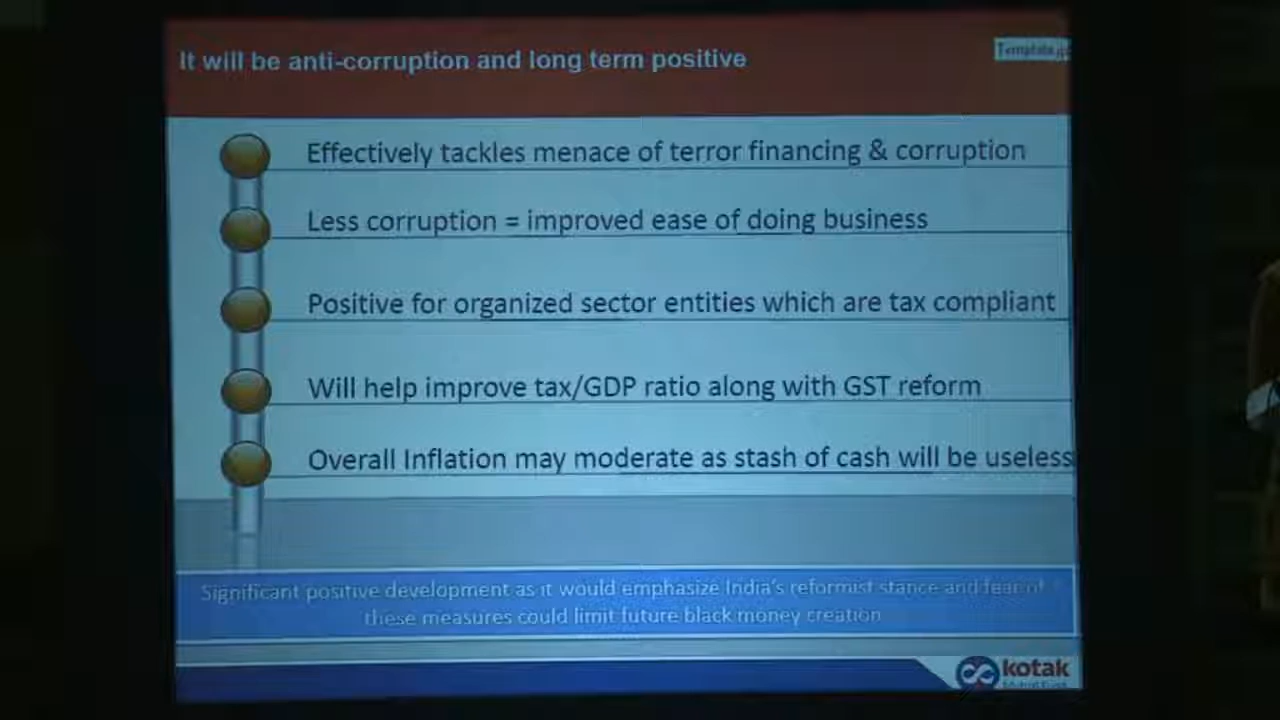 It will be anti-corruption and long term positive
Effectively tackles menace of terror financing & corruption
Less corruption = improved ease of doing business
Positive for organized sector entities which are tax compliant
Will help improve tax/GDP ratio along with GST reform
Overall Inflation may moderate as stash of cash will be useless
Significant positive development as it would emphasize India's reformist stance and fear of
these measures could limit future black money creation
kotak